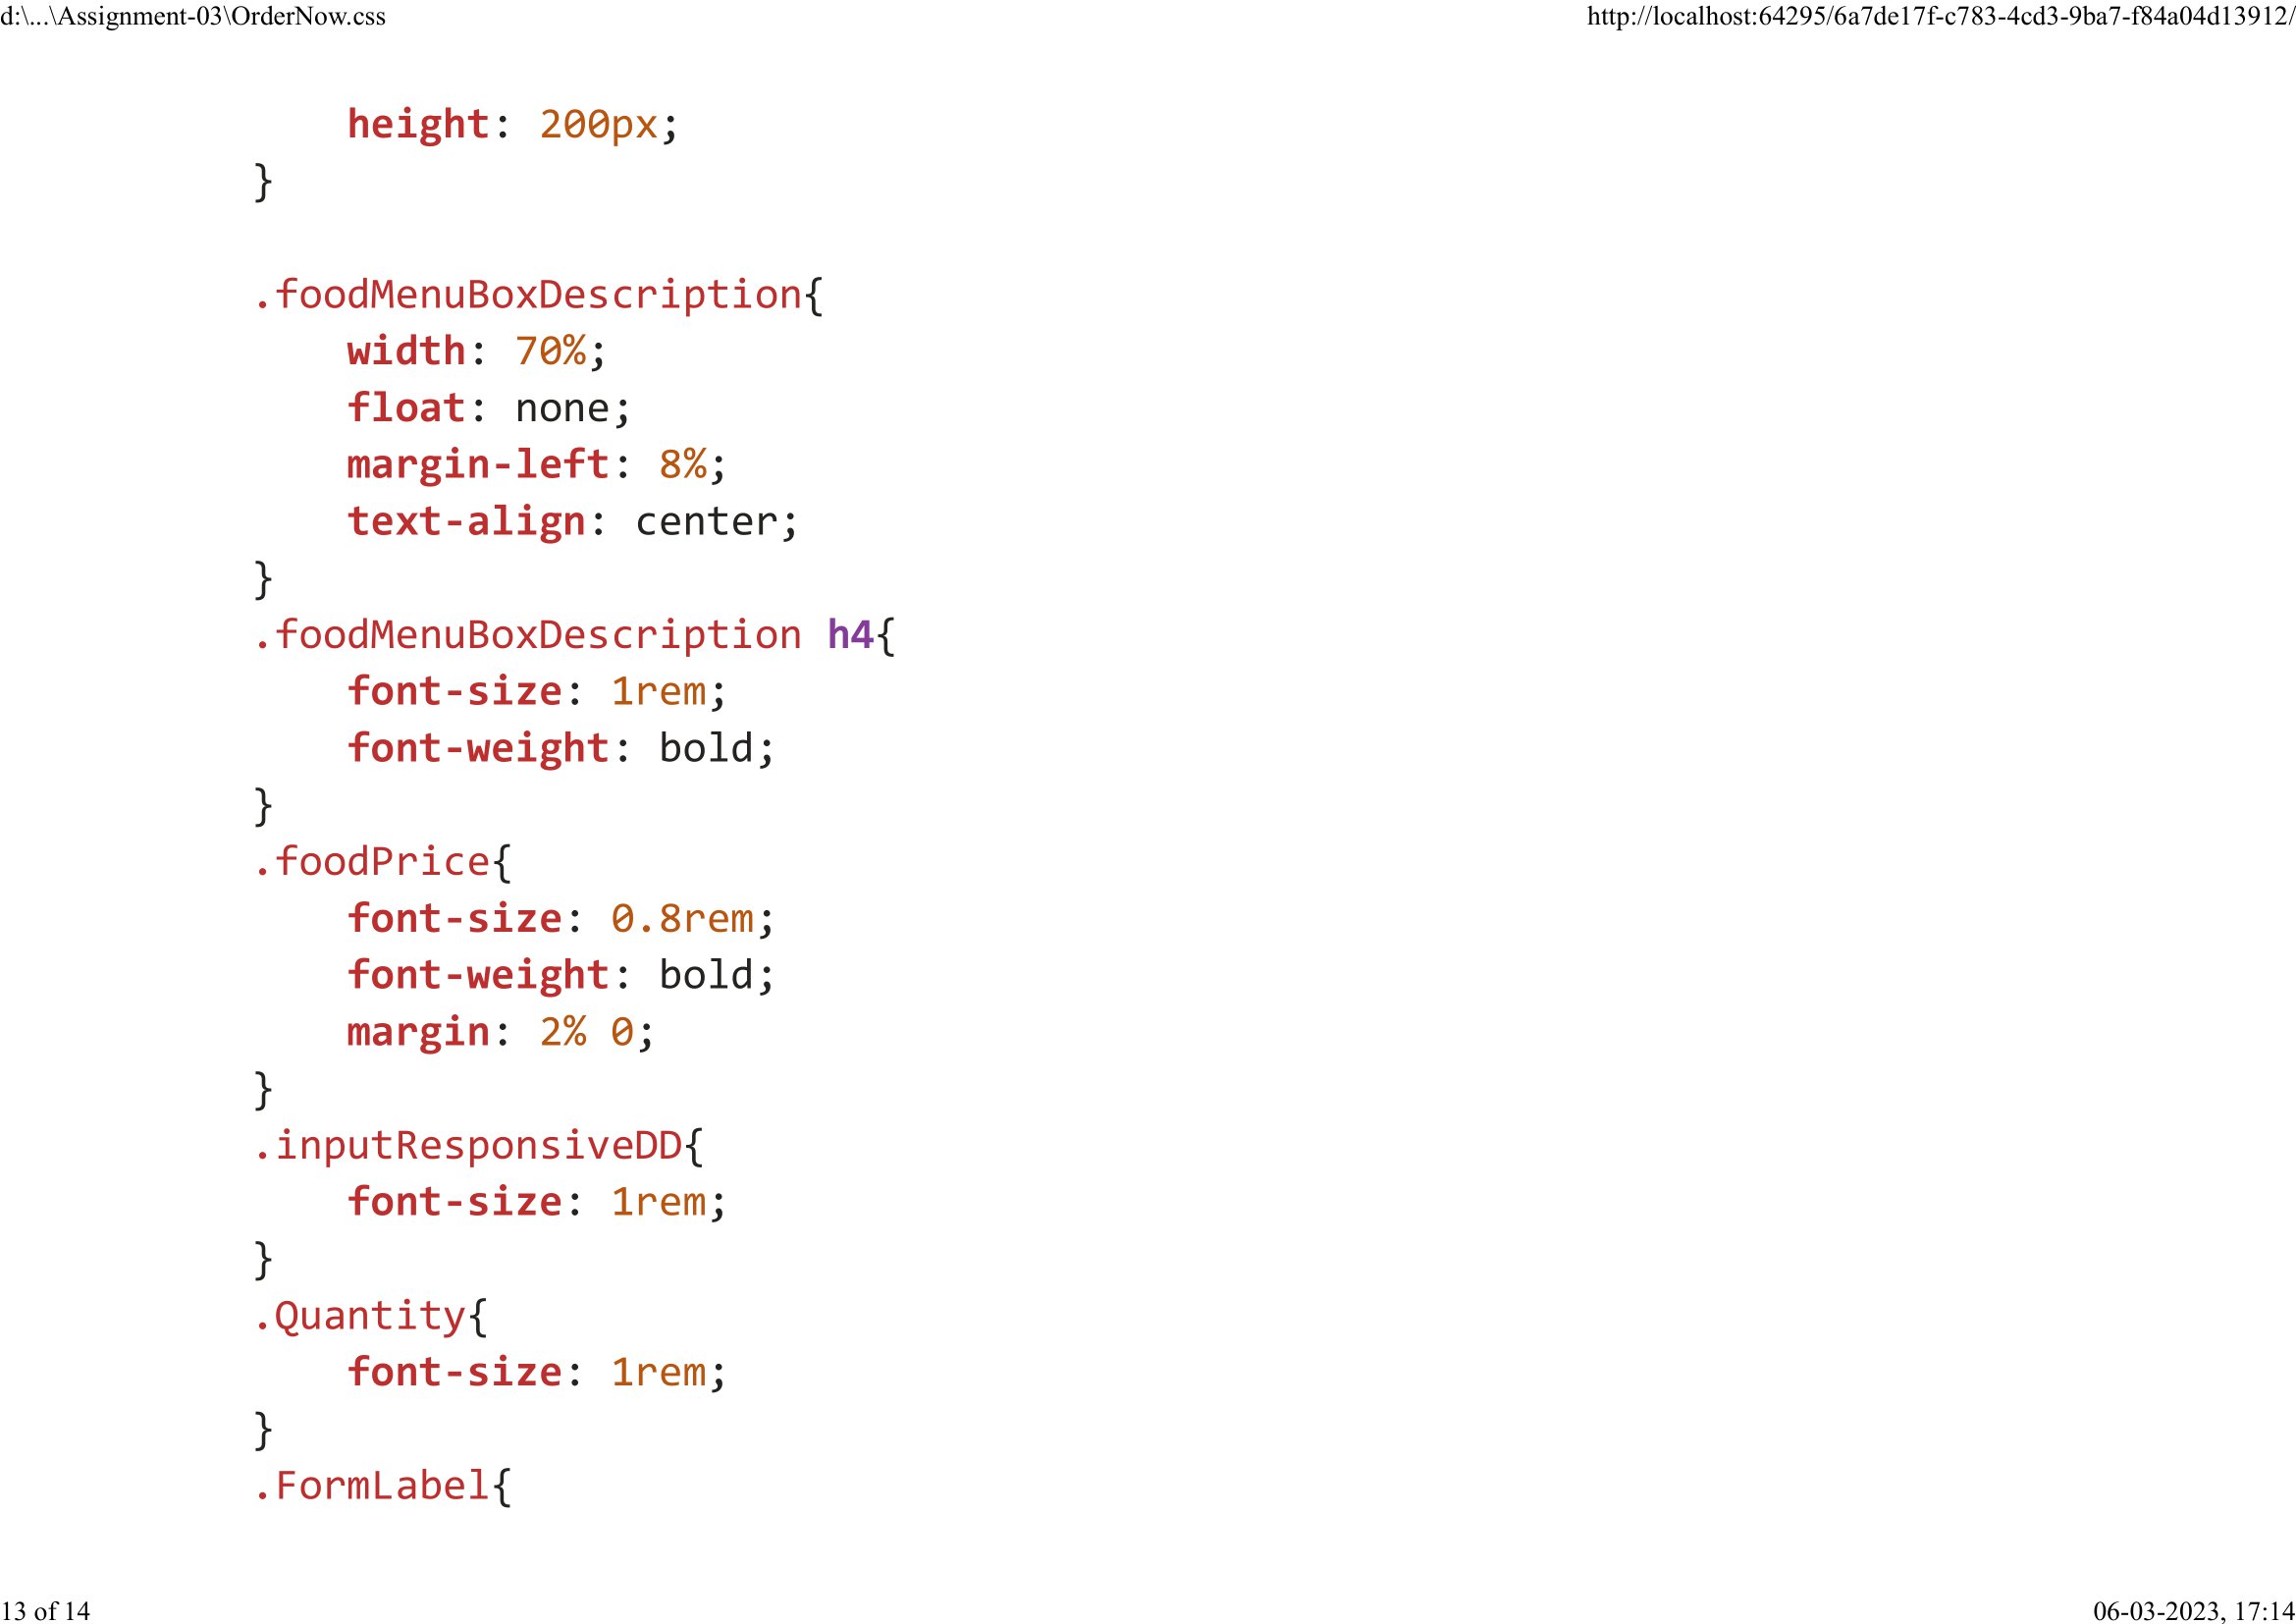 d:\...\Assignment-03\OrderNow.css http://localhost:64295/6a7de17f-c783-4cd3-9ba7-f84a04d13912/
height: 200px;
}
.foodMenuBoxDescription{
width: 70%;
float: none;
margin-left: 8%;
text-align: center;
}
.foodMenuBoxDescription h4{
font-size: 1rem;
font-weight: bold;
}
.foodPrice{
font-size: 0.8rem;
font-weight: bold;
margin: 2% 0;
}
.inputResponsiveDD{
font-size: 1rem;
}
.Quantity{
font-size: 1rem;
}
.FormLabel{
13 of 14 06-03-2023, 17:14